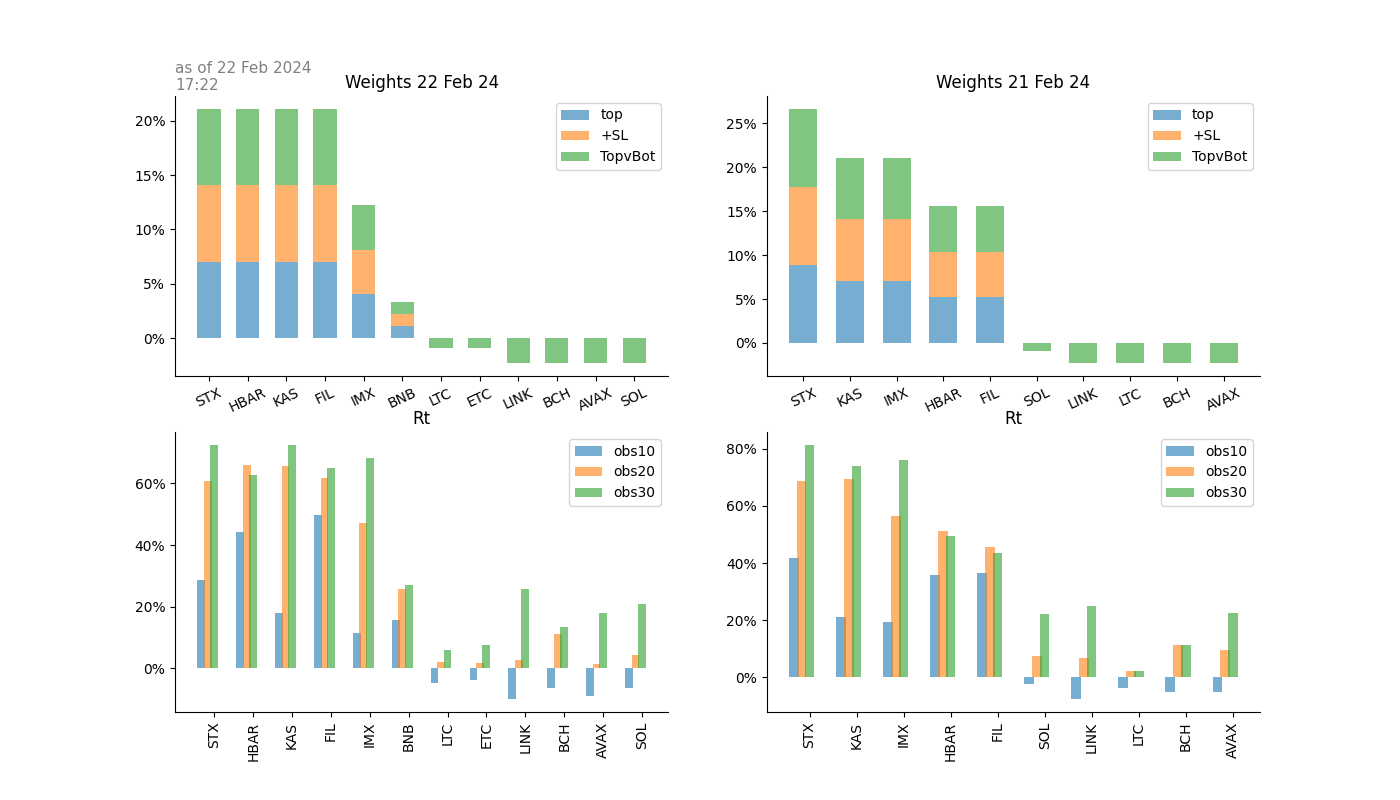 as of 22 Feb 2024
17:22
Weights 22 Feb 24
20%
15%
10%
5%
0%
top
+SL
TopvBot
STX HBAR KAS FIL IMX BNB LTC ETC LINK BCH AVAX SOL
Weights 21 Feb 24
25%
20%
15%
10%
5%
0%
top
+SL
TopvBot
STX KAS IMX HBAR FIL SOL LINK LTC BCH AVAX
Rt
60%
40%
20%
0%
obs10
obs20
obs30
STX HBAR KAS FIL IMX BNB LTC ETC LINK BCH AVAX SOL
Rt
80%
60%
40%
20%
0%
obs10
obs20
obs30
STX KAS IMX HBAR FIL SOL LINK LTC BCH AVAX